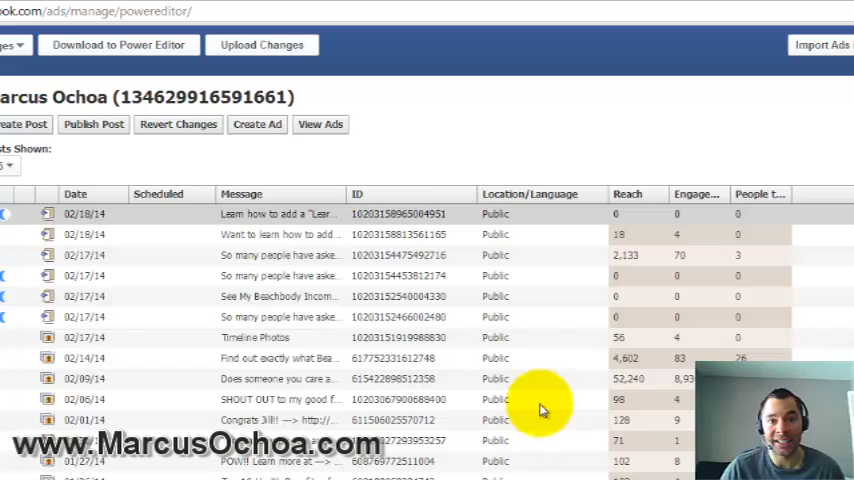 ook.com/ads/manage/powereditor/
ges Download to Power Editor Upload Changes Import Ads
arcus Ochoa (134629916591661)
reate Post Publish Post Revert Changes Create Ad View Ads
sts Shown:
Date Scheduled Message ID Location/Language Reach Engage... People t...
02/18/14 Learn how to add a "Lear... 10203158965004951 Public 0 0 0
02/18/14 Want to learn how to add... 10203158813561165 Public 18 4 0
02/17/14 So many people have aske... 10203154475492716 Public 2,133 70 3
02/17/14 So many people have aske... 10203154453812174 Public 0 0 0
02/17/14 See My Beachbody Incom... 10203152540004330 Public 0 0 0
02/17/14 So many people have aske... 10203152466002480 Public 0 0 0
02/17/14 Timeline Photos 10203151919988830 Public 56 4 0
02/14/14 Find out exactly what Bea... 617752331612748 Public 4,602 83 26
02/09/14 Does someone you care a... 615422898512358 Public 52,240 8,93
02/06/14 SHOUT OUT to my good f... 10203067900688400 Public 98 4
02/01/14 Congrats Jill!! ---> http:/... 611506025570712 Public 128 9
27293953257 Public 71 1
www.MarcusOchoa.com
01/27/14 POW!! Learn more at ---> ... 608769772511004 Public 102 8